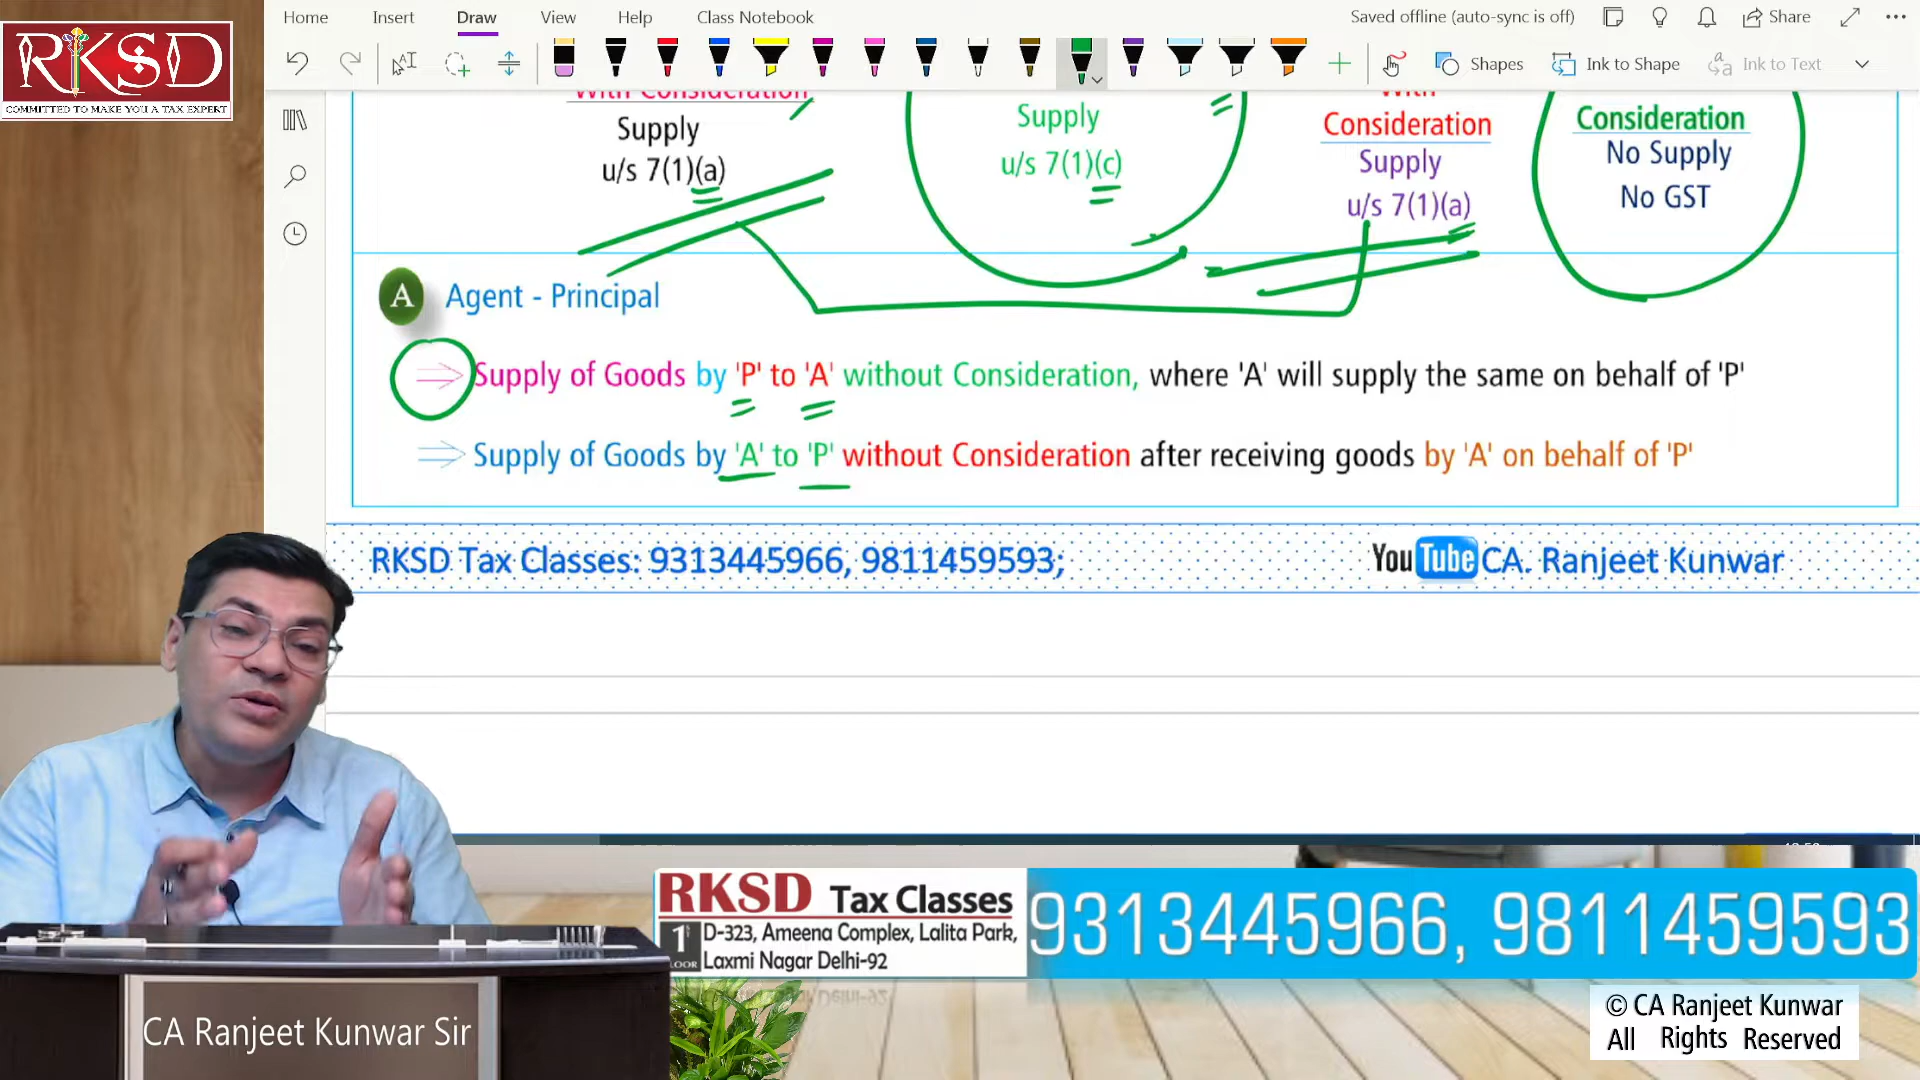 Home Insert Draw View Help Class Notebook Saved offline (auto-sync is off) Share
Shapes Ink to Shape Ink to Text
RKSD
COMMITTED TO MAKE YOU A TAX EXPERT
With Consideration
Supply
u/s 7(1)(a)
Supply
u/s 7(1)(c)
With
Consideration
Supply
u/s 7(1)(a)
Consideration
No Supply
No GST
A Agent - Principal
Supply of Goods by 'P' to 'A' without Consideration, where 'A' will supply the same on behalf of 'P'
Supply of Goods by 'A' to 'P' without Consideration after receiving goods by 'A' on behalf of 'P'
RKSD Tax Classes: 9313445966, 9811459593; YouTube CA. Ranjeet Kunwar
RKSD Tax Classes
1ST FLOOR
D-323, Ameena Complex, Lalita Park,
Laxmi Nagar Delhi-92
9313445966, 9811459593
CA Ranjeet Kunwar Sir
© CA Ranjeet Kunwar
All Rights Reserved